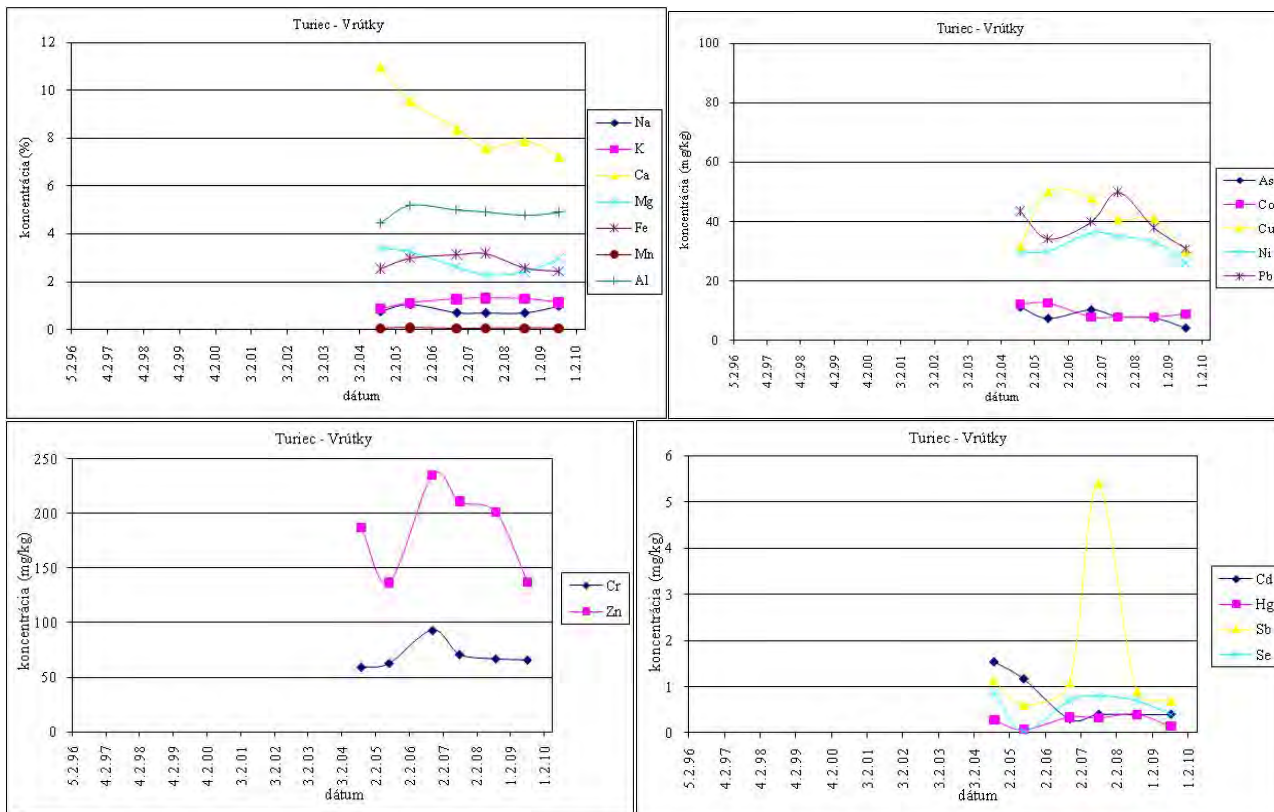 Turiec - Vrútky
koncentrácia (%)
12
10
8
6
4
2
0
5.2.96
4.2.97
4.2.98
4.2.99
4.2.00
3.2.01
3.2.02
3.2.03
3.2.04
2.2.05
2.2.06
2.2.07
2.2.08
1.2.09
1.2.10
dátum
Na
K
Ca
Mg
Fe
Mn
Al
Turiec - Vrútky
koncentrácia (mg/kg)
100
80
60
40
20
0
5.2.96
4.2.97
4.2.98
4.2.99
4.2.00
3.2.01
3.2.02
3.2.03
3.2.04
2.2.05
2.2.06
2.2.07
2.2.08
1.2.09
1.2.10
dátum
As
Co
Cu
Ni
Pb
Turiec - Vrútky
koncentrácia (mg/kg)
250
200
150
100
50
0
5.2.96
4.2.97
4.2.98
4.2.99
4.2.00
3.2.01
3.2.02
3.2.03
3.2.04
2.2.05
2.2.06
2.2.07
2.2.08
1.2.09
1.2.10
dátum
Cr
Zn
Turiec - Vrútky
koncentrácia (mg/kg)
6
5
4
3
2
1
0
5.2.96
4.2.97
4.2.98
4.2.99
4.2.00
3.2.01
3.2.02
3.2.03
3.2.04
2.2.05
2.2.06
2.2.07
2.2.08
1.2.09
1.2.10
dátum
Cd
Hg
Sb
Se